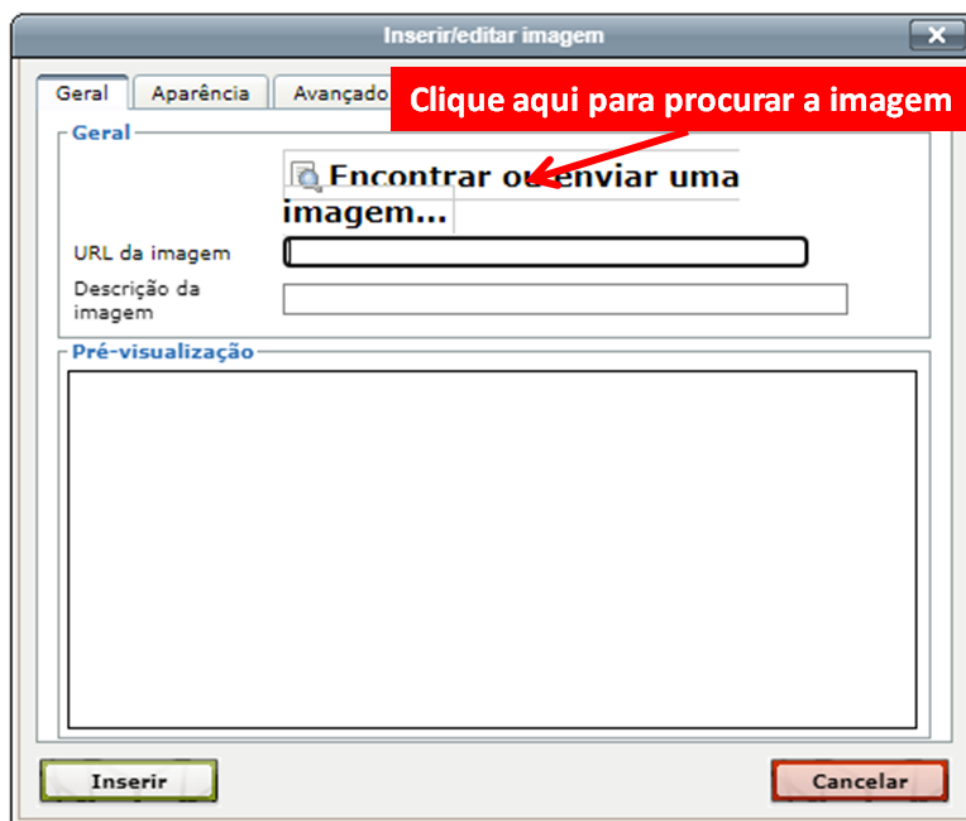 Inserir/editar imagem
Geral Aparência Avançado
Clique aqui para procurar a imagem
Geral
Encontrar ou enviar uma
imagem...
URL da imagem
Descrição da
imagem
Pré-visualização
Inserir Cancelar